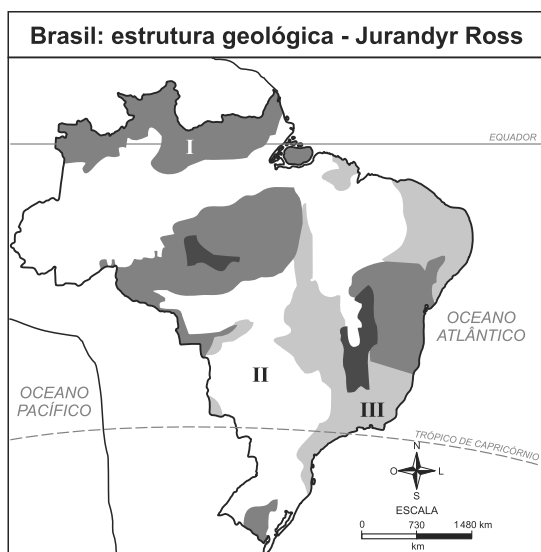 Brasil: estrutura geológica - Jurandyr Ross
I
EQUADOR
OCEANO
ATLÂNTICO
II
OCEANO
PACÍFICO
III
TRÓPICO DE CAPRICÓRNIO
N
O
L
S
ESCALA
0 730 1480 km
km